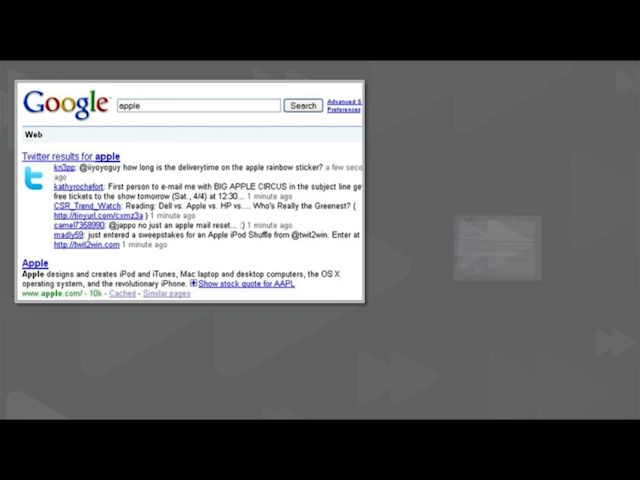 Google apple Search Advanced S
Preferences
Web
Twitter results for apple
kn3pp: @iiyoyoguy how long is the deliverytime on the apple rainbow sticker? a few seco
ago
kathyrochefort: First person to e-mail me with BIG APPLE CIRCUS in the subject line get
free tickets to the show tomorrow (Sat., 4/4) at 12:30... 1 minute ago
CSR_Trend_Watch: Reading: Dell vs. Apple vs. HP vs.... Who's Really the Greenest? (
http://tinyurl.com/cxmz3a ) 1 minute ago
camel7358990: @jappo no just an apple mail reset... :) 1 minute ago
madly59: just entered a sweepstakes for an Apple iPod Shuffle from @twit2win. Enter at
http://twit2win.com 1 minute ago
Apple
Apple designs and creates iPod and iTunes, Mac laptop and desktop computers, the OS X
operating system, and the revolutionary iPhone. Show stock quote for AAPL
www.apple.com/ - 10k - Cached - Similar pages